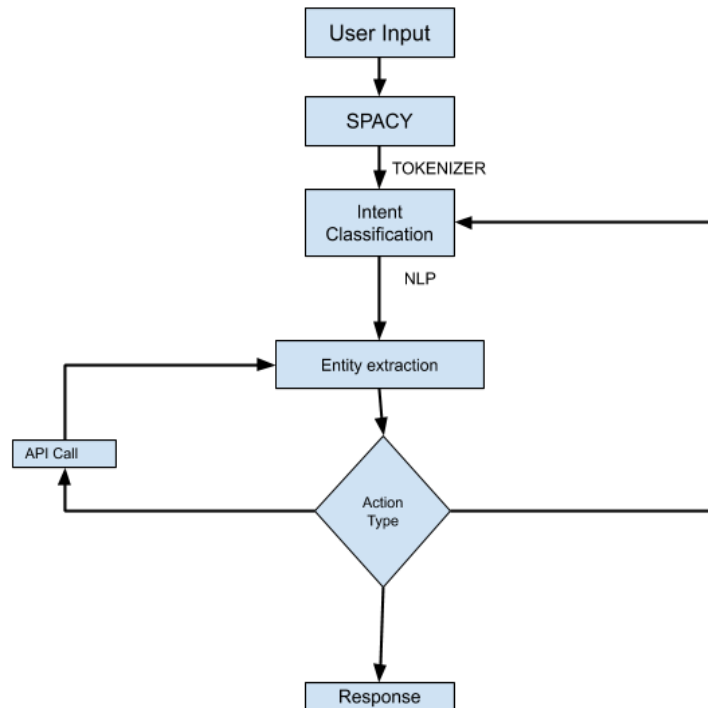 User Input
SPACY
TOKENIZER
Intent
Classification
NLP
Entity extraction
API Call
Action
Type
Response